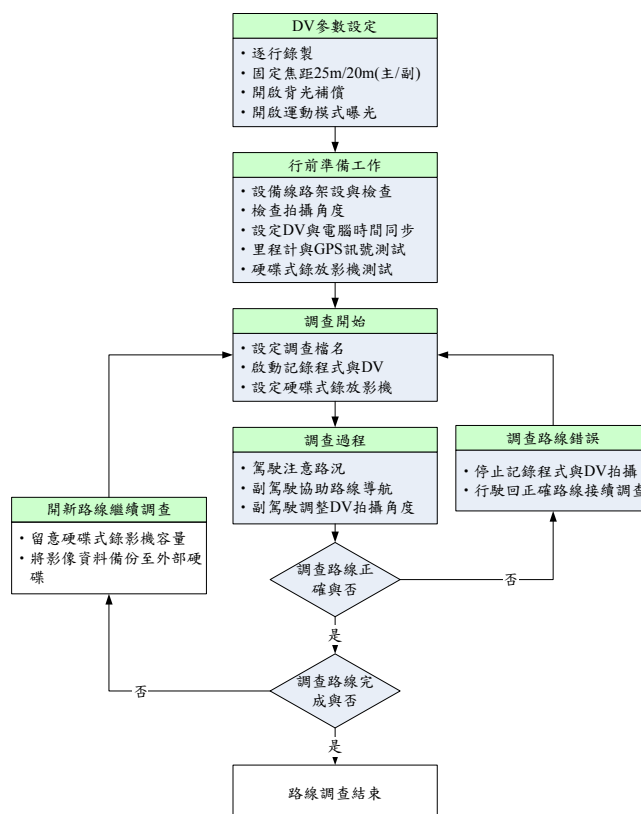 DV參數設定
・逐行錄製
・固定焦距25m/20m(主/副)
・開啟背光補償
・開啟運動模式曝光
行前準備工作
・設備線路架設與檢查
・檢查拍攝角度
・設定DV與電腦時間同步
・里程計與GPS訊號測試
・硬碟式錄放影機測試
調查開始
・設定調查檔名
・啟動記錄程式與DV
・設定硬碟式錄放影機
調查過程
・駕駛注意路況
・副駕駛協助路線導航
・副駕駛調整DV拍攝角度
調查路線錯誤
・停止記錄程式與DV拍攝
・行駛回正確路線接續調查
開新路線繼續調查
・留意硬碟式錄影機容量
・將影像資料備份至外部硬
碟
調查路線正
確與否
否
是
調查路線完
成與否
否
是
路線調查結束